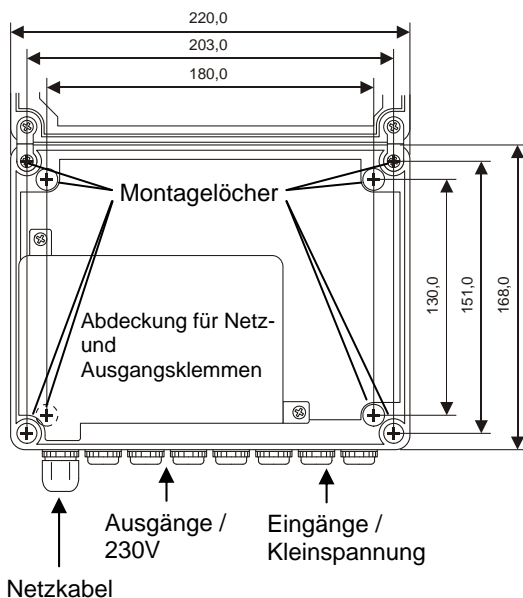 220,0
203,0
180,0
Montagelöcher
130,0
151,0
168,0
Abdeckung für Netz-
und
Ausgangsklemmen
Ausgänge /
230V
Eingänge /
Kleinspannung
Netzkabel